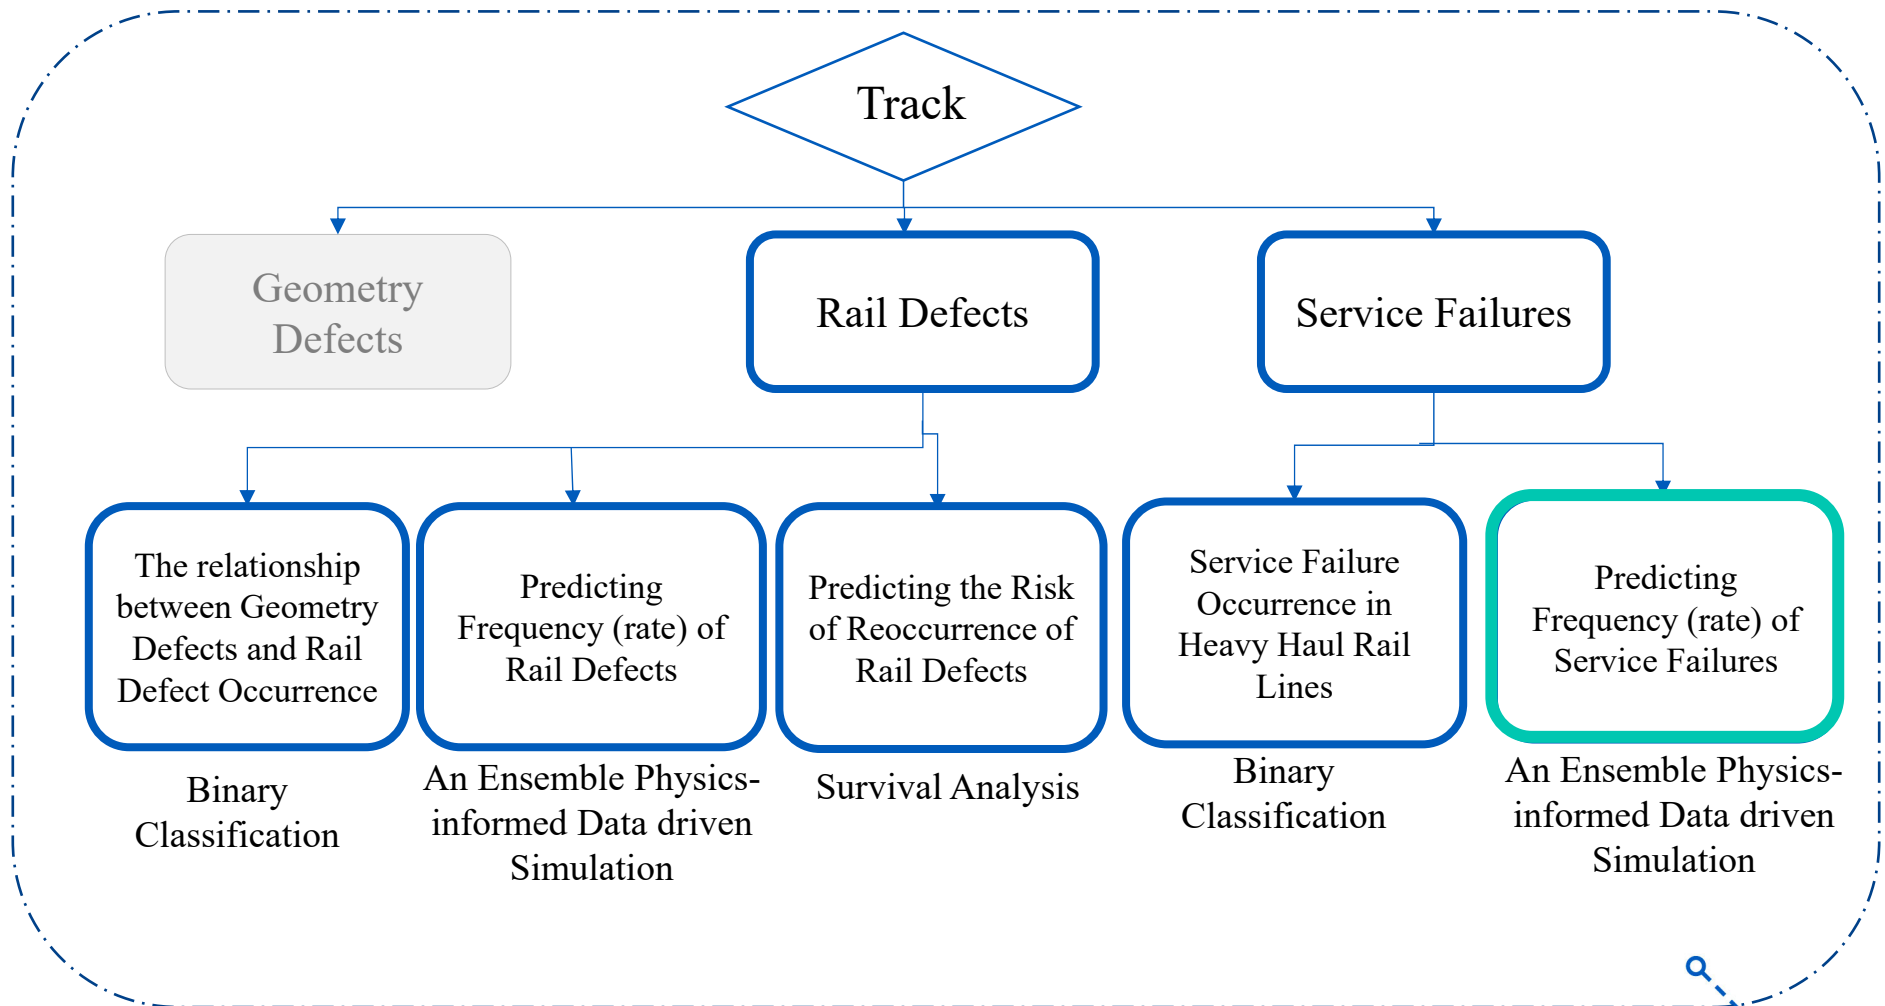 Track
Geometry
Defects
Rail Defects
Service Failures
The relationship
between Geometry
Defects and Rail
Defect Occurrence
Predicting
Frequency (rate) of
Rail Defects
Predicting the Risk
of Reoccurrence of
Rail Defects
Service Failure
Occurrence in
Heavy Haul Rail
Lines
Predicting
Frequency (rate) of
Service Failures
Binary
Classification
An Ensemble Physics-
informed Data driven
Simulation
Survival Analysis
Binary
Classification
An Ensemble Physics-
informed Data driven
Simulation